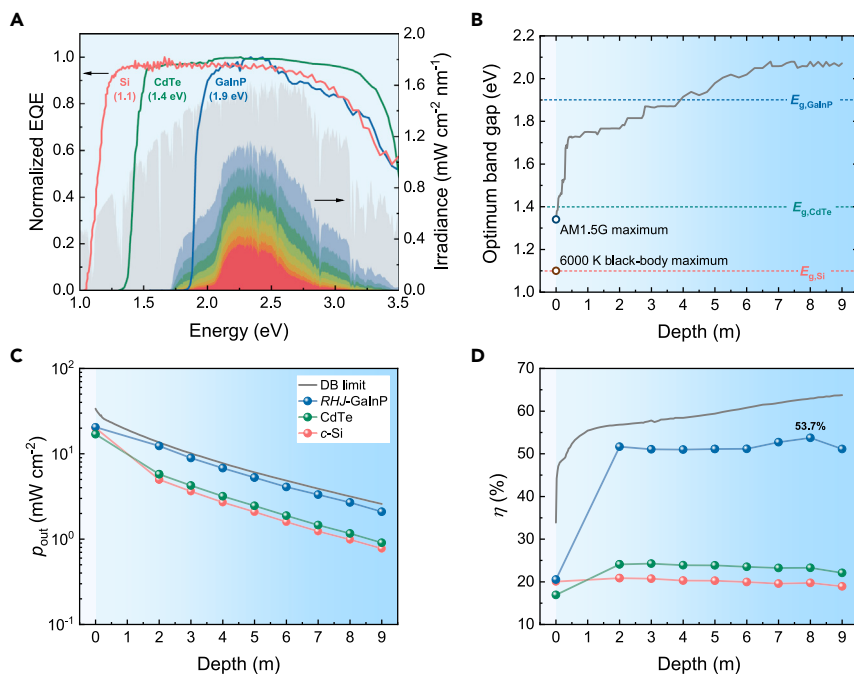 A
Normalized EQE
1.0
0.8
0.6
0.4
0.2
0.0
Si
(1.1)
CdTe
(1.4 eV)
GaInP
(1.9 eV)
2.0
1.6
1.2
0.8
0.4
0.0
Irradiance (mW cm⁻² nm⁻¹)
1.0 1.5 2.0 2.5 3.0 3.5
Energy (eV)
B
Optimum band gap (eV)
2.2
2.0
1.8
1.6
1.4
1.2
1.0
E_g,GaInP
E_g,CdTe
AM1.5G maximum
6000 K black-body maximum
E_g,Si
0 1 2 3 4 5 6 7 8 9
Depth (m)
C
p_out (mW cm⁻²)
10²
10¹
10⁰
10⁻¹
DB limit
RHJ-GaInP
CdTe
c-Si
0 1 2 3 4 5 6 7 8 9
Depth (m)
D
η (%)
70
60
50
40
30
20
10
53.7%
0 1 2 3 4 5 6 7 8 9
Depth (m)